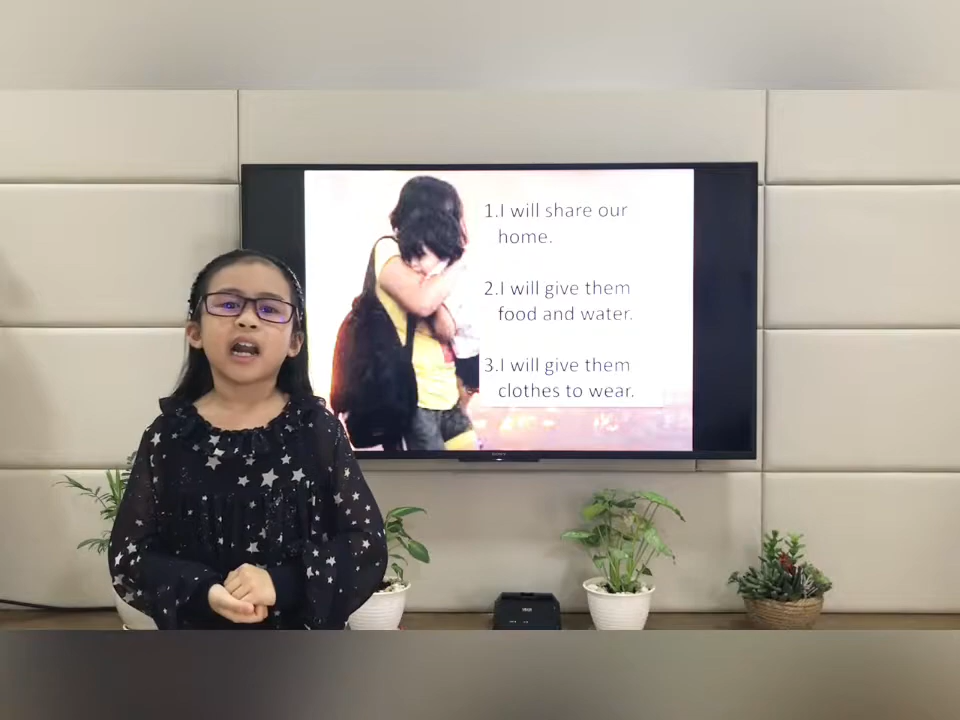 1.I will share our
home.
2.I will give them
food and water.
3.I will give them
clothes to wear.
SONY